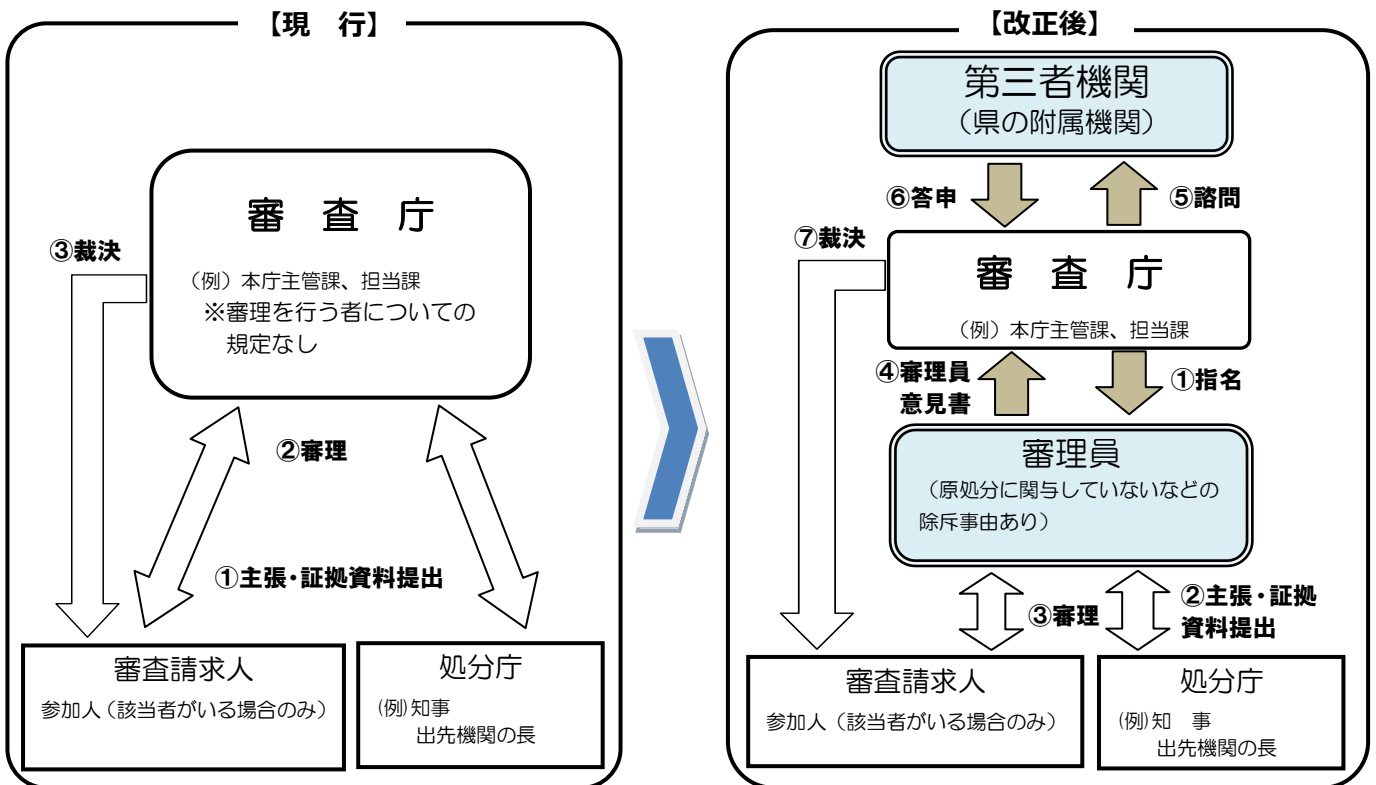 【現　行】
審　査　庁
③裁決
（例）本庁主管課、担当課
※審理を行う者についての
規定なし
②審理
①主張・証拠資料提出
審査請求人
参加人（該当者がいる場合のみ）
処分庁
(例)知事
出先機関の長
【改正後】
第三者機関
（県の附属機関）
⑥答申
⑤諮問
⑦裁決
審　査　庁
（例）本庁主管課、担当課
④審理員
意見書
①指名
審理員
（原処分に関与していないなどの
除斥事由あり）
③審理
②主張・証拠
資料提出
審査請求人
参加人（該当者がいる場合のみ）
処分庁
(例)知　事
出先機関の長